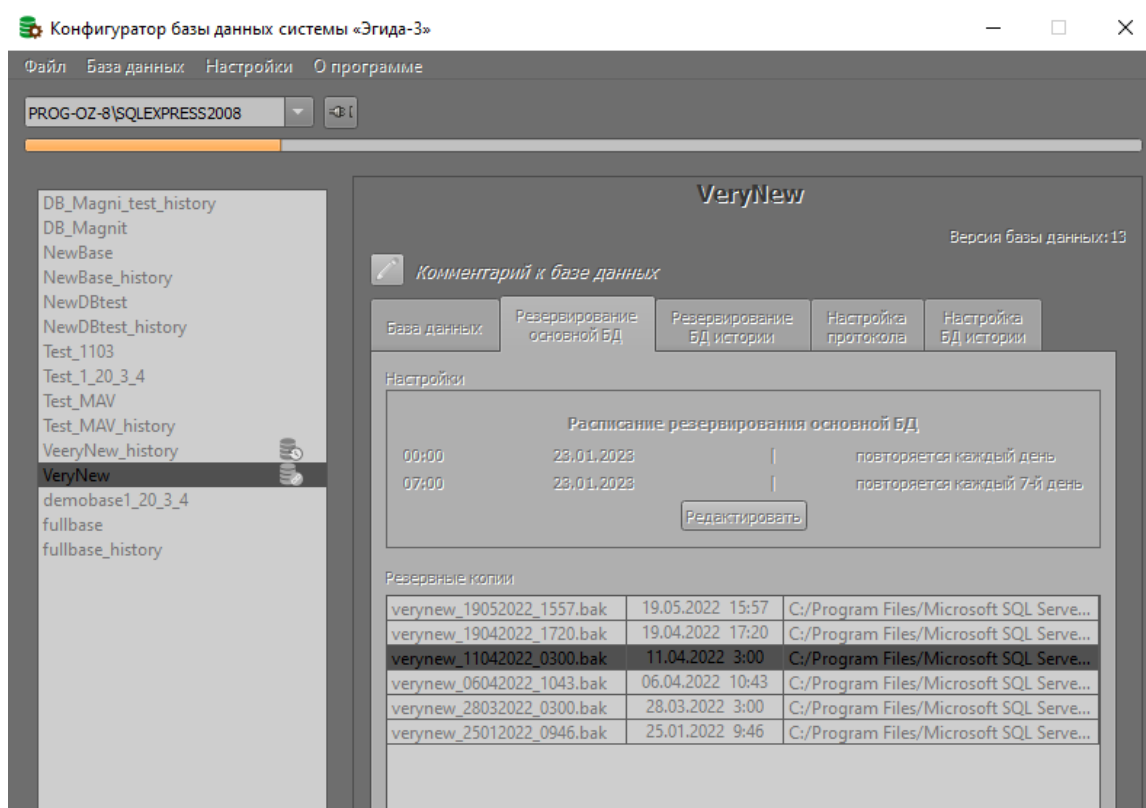 Конфигуратор базы данных системы «Эгида-3»
Файл База данных Настройки О программе
PROG-OZ-8\SQLEXPRESS2008
DB_Magni_test_history
DB_Magnit
NewBase
NewBase_history
NewDBtest
NewDBtest_history
Test_1103
Test_1_20_3_4
Test_MAV
Test_MAV_history
VeeryNew_history
VeryNew
demobase1_20_3_4
fullbase
fullbase_history
VeryNew
Версия базы данных:13
Комментарий к базе данных
База данных
Резервирование
основной БД
Резервирование
БД истории
Настройка
протокола
Настройка
БД истории
Настройки
Расписание резервирования основной БД
00:00 23.01.2023 | повторяется каждый день
07:00 23.01.2023 | повторяется каждый 7-й день
Редактировать
Резервные копии
verynew_19052022_1557.bak 19.05.2022 15:57 C:/Program Files/Microsoft SQL Serve...
verynew_19042022_1720.bak 19.04.2022 17:20 C:/Program Files/Microsoft SQL Serve...
verynew_11042022_0300.bak 11.04.2022 3:00 C:/Program Files/Microsoft SQL Serve...
verynew_06042022_1043.bak 06.04.2022 10:43 C:/Program Files/Microsoft SQL Serve...
verynew_28032022_0300.bak 28.03.2022 3:00 C:/Program Files/Microsoft SQL Serve...
verynew_25012022_0946.bak 25.01.2022 9:46 C:/Program Files/Microsoft SQL Serve...